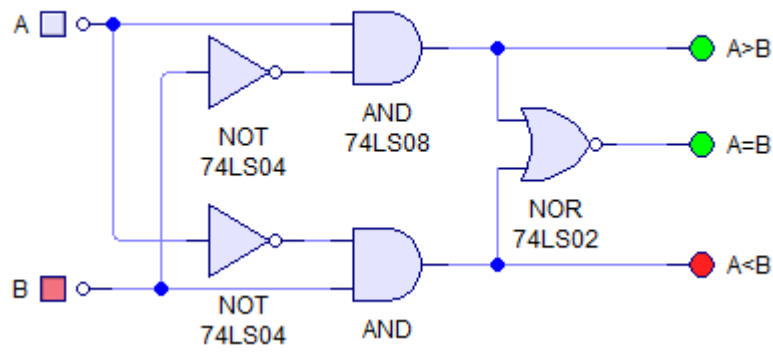 A
A>B
NOT
74LS04
AND
74LS08
A=B
NOR
74LS02
B
A<B
NOT
74LS04
AND